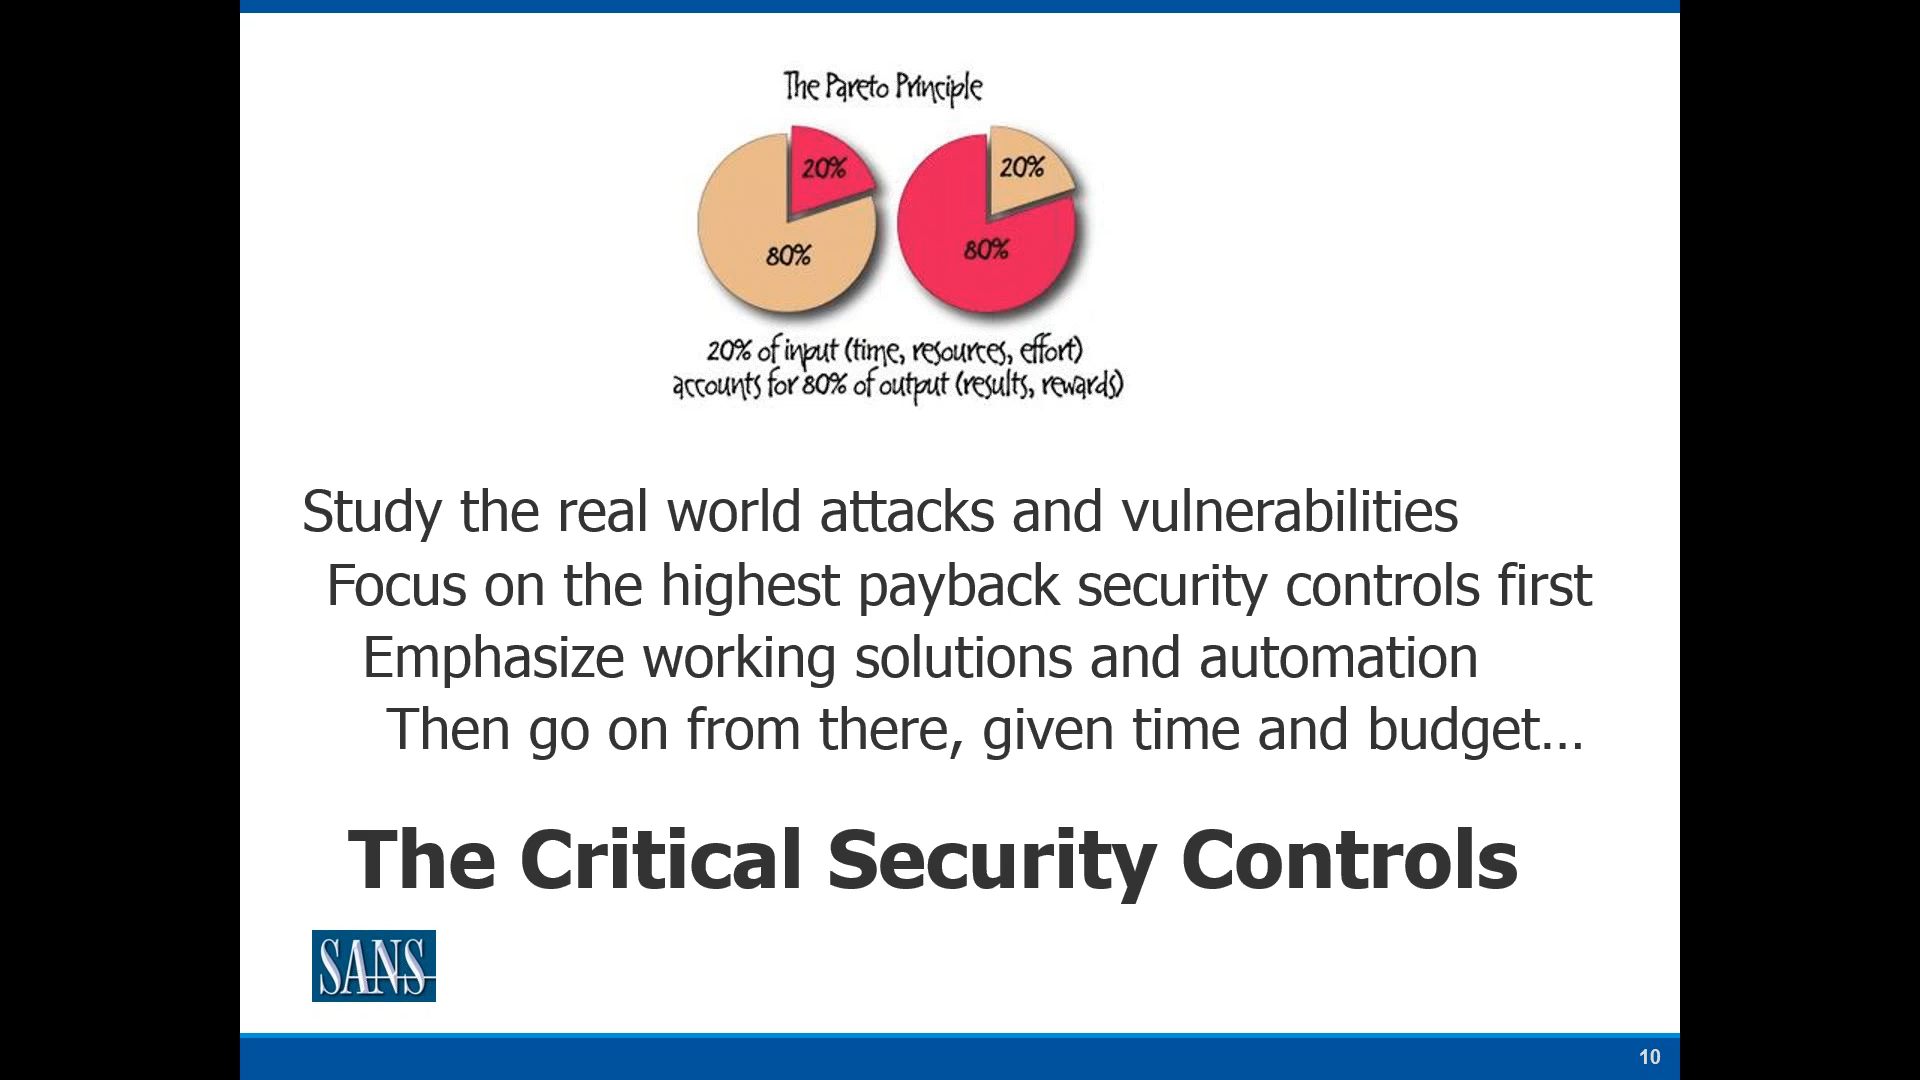 The Pareto Principle
20%
20%
80%
80%
20% of input (time, resources, effort)
accounts for 80% of output (results, rewards)
Study the real world attacks and vulnerabilities
Focus on the highest payback security controls first
Emphasize working solutions and automation
Then go on from there, given time and budget…
The Critical Security Controls
SANS
10